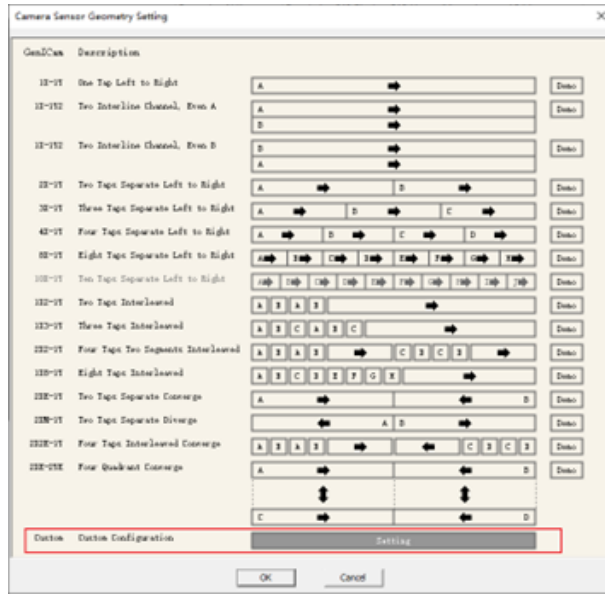 Camera Sensor Geometry Setting
GenICam Description
1X-1Y One Tap Left to Right A Demo
1X-1Y2 Two Interline Channel, Even A A Demo
B
1X-1Y2 Two Interline Channel, Even B B Demo
A
2X-1Y Two Taps Separate Left to Right A B Demo
3X-1Y Three Taps Separate Left to Right A B C Demo
4X-1Y Four Taps Separate Left to Right A B C D Demo
8X-1Y Eight Taps Separate Left to Right A B C D E F G H Demo
10X-1Y Ten Taps Separate Left to Right A B C D E F G H I J Demo
1X2-1Y Two Taps Interleaved A B A B Demo
1X3-1Y Three Taps Interleaved A B C A B C Demo
2X2-1Y Four Taps Two Segments Interleaved A B A B C D C D Demo
1X8-1Y Eight Taps Interleaved A B C D E F G H Demo
2XE-1Y Two Taps Separate Converge A B Demo
2XM-1Y Two Taps Separate Diverge A B Demo
2X2E-1Y Four Taps Interleaved Converge A B A B C D C D Demo
2XE-2YE Four Quadrant Converge A B Demo
C D
Custom Custom Configuration Setting
OK Cancel